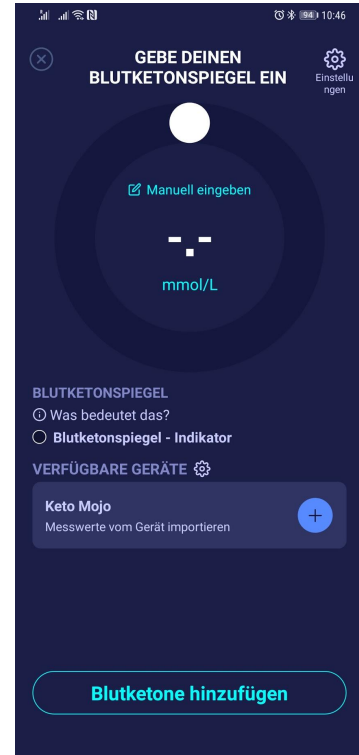 94 10:46
GEBE DEINEN
BLUTKETONSPIEGEL EIN
Einstellu
ngen
Manuell eingeben
-.-
mmol/L
BLUTKETONSPIEGEL
Was bedeutet das?
Blutketonspiegel - Indikator
VERFÜGBARE GERÄTE
Keto Mojo
Messwerte vom Gerät importieren
+
Blutketone hinzufügen